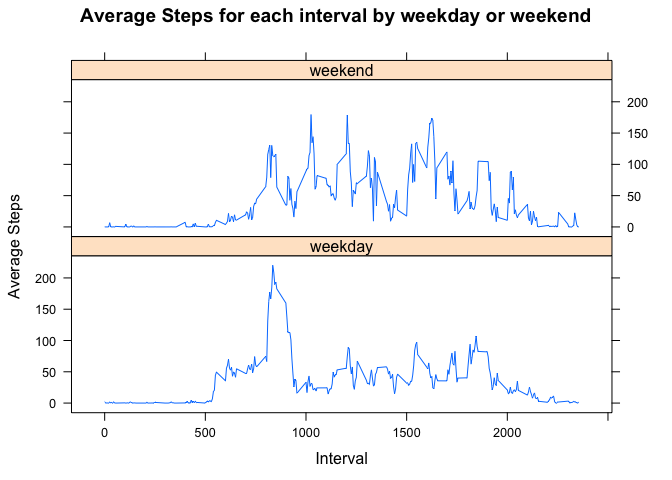 Average Steps for each interval by weekday or weekend
weekend
200
150
100
50
0
weekday
200
150
100
50
0
Average Steps
0 500 1000 1500 2000
Interval